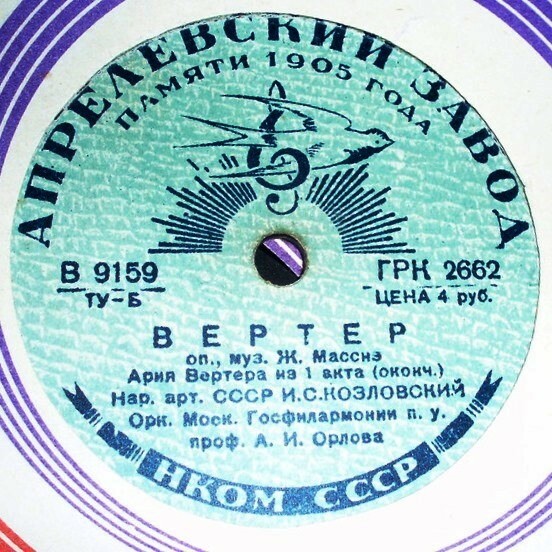 АПРЕЛЕВСКИЙ ЗАВОД
ПАМЯТИ 1905 ГОДА
В 9159
ТУ-Б
ГРК 2662
ЦЕНА 4 руб.
ВЕРТЕР
оп., муз. Ж. Массиэ
Ария Вертера из 1 акта (оконч.)
Нар. арт. СССР И.С.КОЗЛОВСКИЙ
Орк. Моск. Госфилармонии п. у.
проф. А. И. Орлова
НКОМ СССР